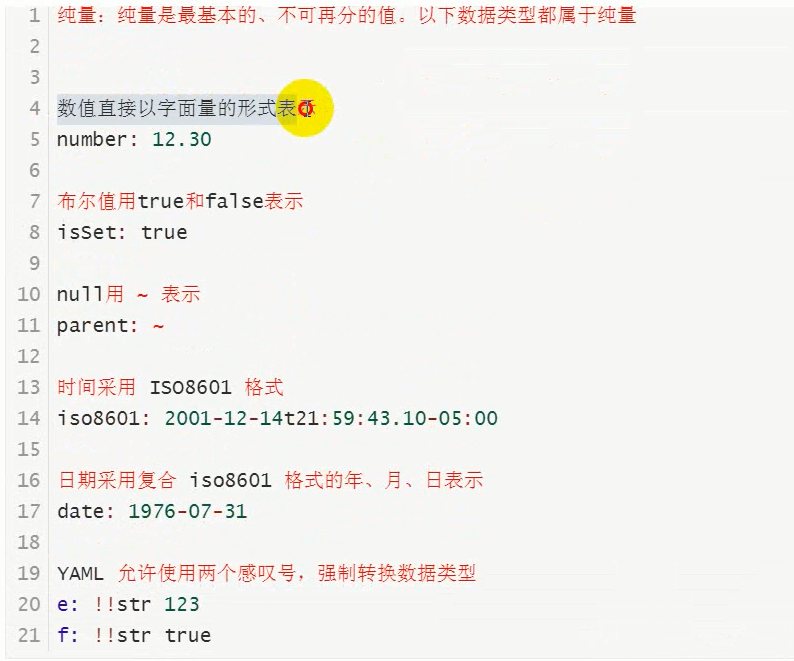 1 纯量：纯量是最基本的、不可再分的值。以下数据类型都属于纯量
2
3
4 数值直接以字面量的形式表示
5 number: 12.30
6
7 布尔值用true和false表示
8 isSet: true
9
10 null用 ~ 表示
11 parent: ~
12
13 时间采用 ISO8601 格式
14 iso8601: 2001-12-14t21:59:43.10-05:00
15
16 日期采用复合 iso8601 格式的年、月、日表示
17 date: 1976-07-31
18
19 YAML 允许使用两个感叹号，强制转换数据类型
20 e: !!str 123
21 f: !!str true